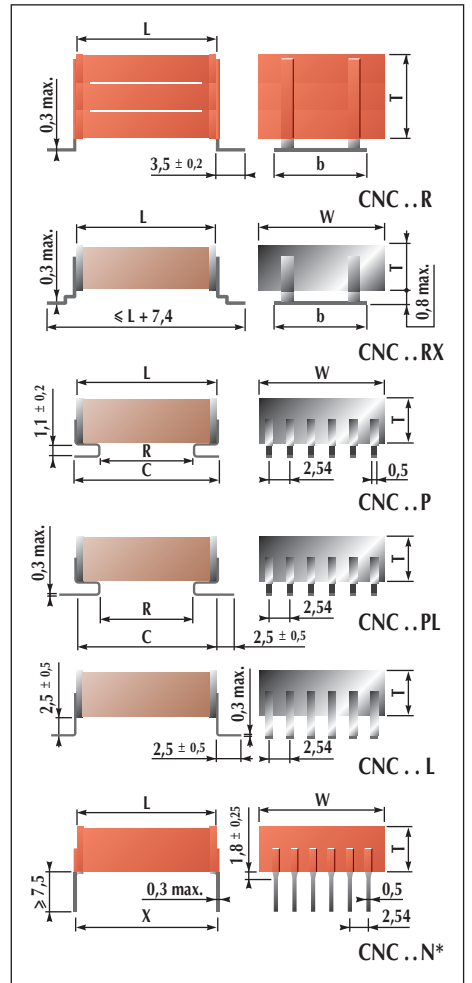 L
0,3 max.
T
3,5 ± 0,2
b
CNC ..R
L
W
0,3 max.
T
0,8 max.
⩽ L + 7,4
b
CNC ..RX
L
W
1,1 ± 0,2
T
R
C
2,54
0,5
CNC ..P
0,3 max.
T
R
C
2,5 ± 0,5
2,54
CNC ..PL
2,5 ± 0,5
2,5 ± 0,5
0,3 max.
T
2,54
CNC ..L
L
W
1,8 ± 0,25
T
⩾ 7,5
0,3 max.
X
0,5
2,54
CNC ..N*